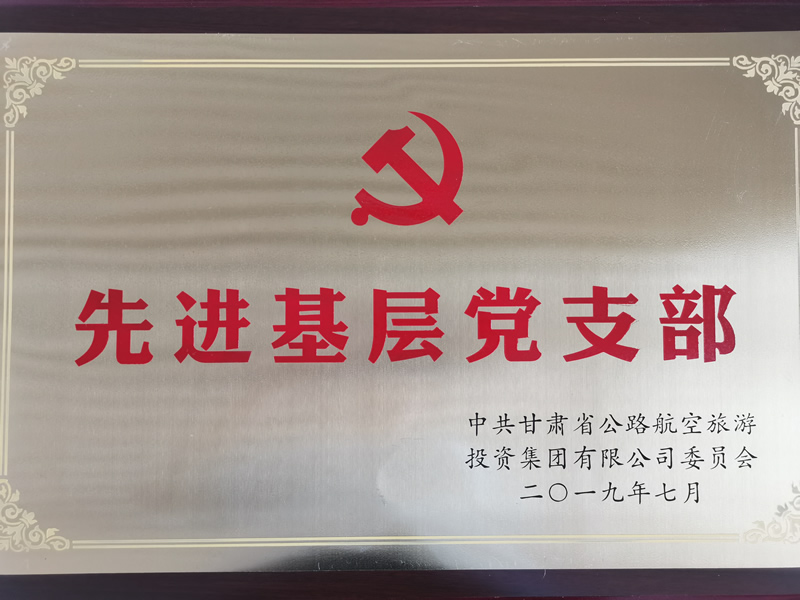 先进基层党支部
中共甘肃省公路航空旅游
投资集团有限公司委员会
二〇一九年七月